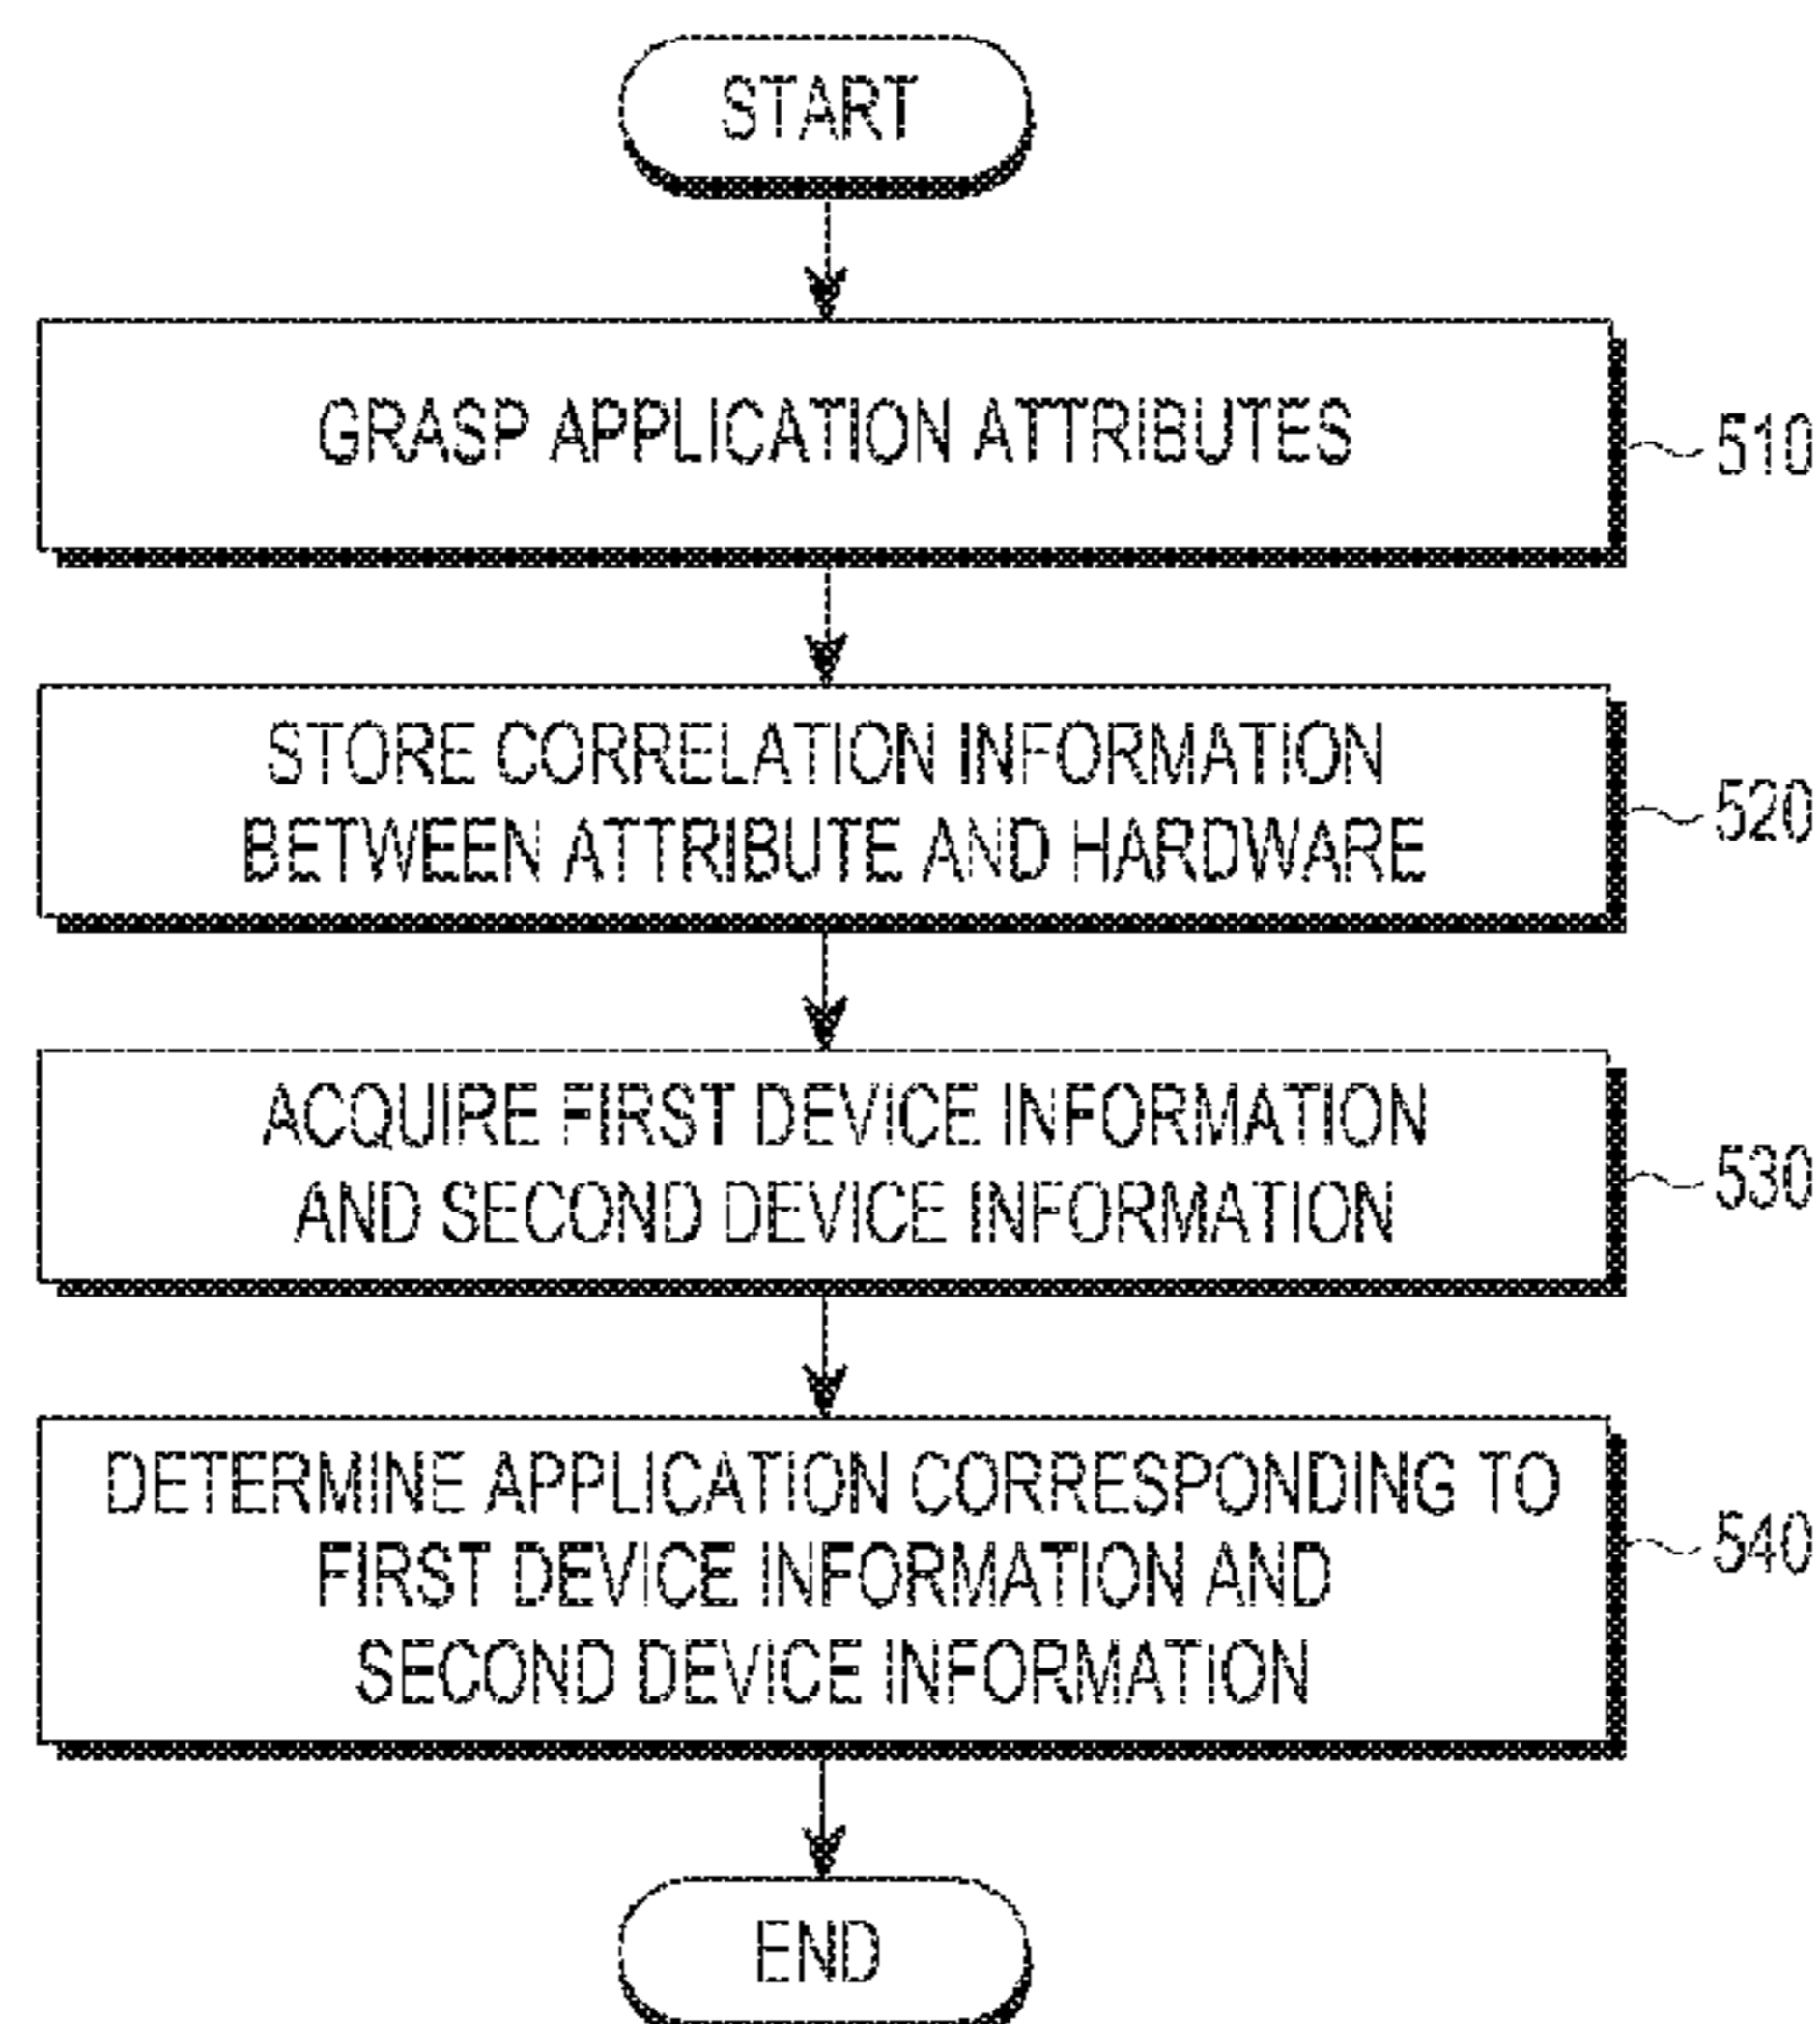 START
GRASP APPLICATION ATTRIBUTES
510
STORE CORRELATION INFORMATION
BETWEEN ATTRIBUTE AND HARDWARE
520
ACQUIRE FIRST DEVICE INFORMATION
AND SECOND DEVICE INFORMATION
530
DETERMINE APPLICATION CORRESPONDING TO
FIRST DEVICE INFORMATION AND
SECOND DEVICE INFORMATION
540
END